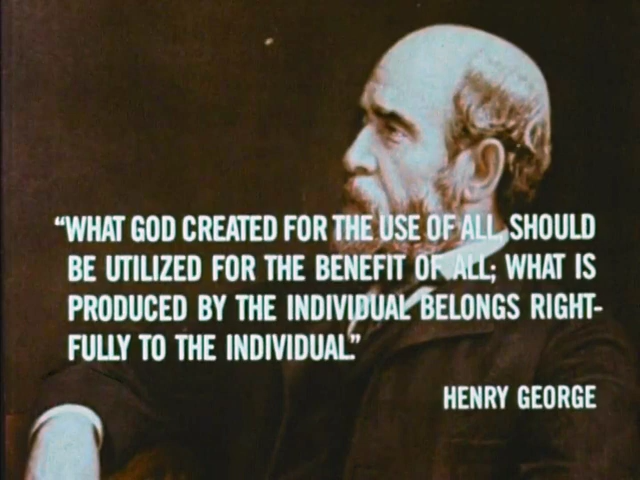 “WHAT GOD CREATED FOR THE USE OF ALL, SHOULD
BE UTILIZED FOR THE BENEFIT OF ALL; WHAT IS
PRODUCED BY THE INDIVIDUAL BELONGS RIGHT-
FULLY TO THE INDIVIDUAL.”
HENRY GEORGE